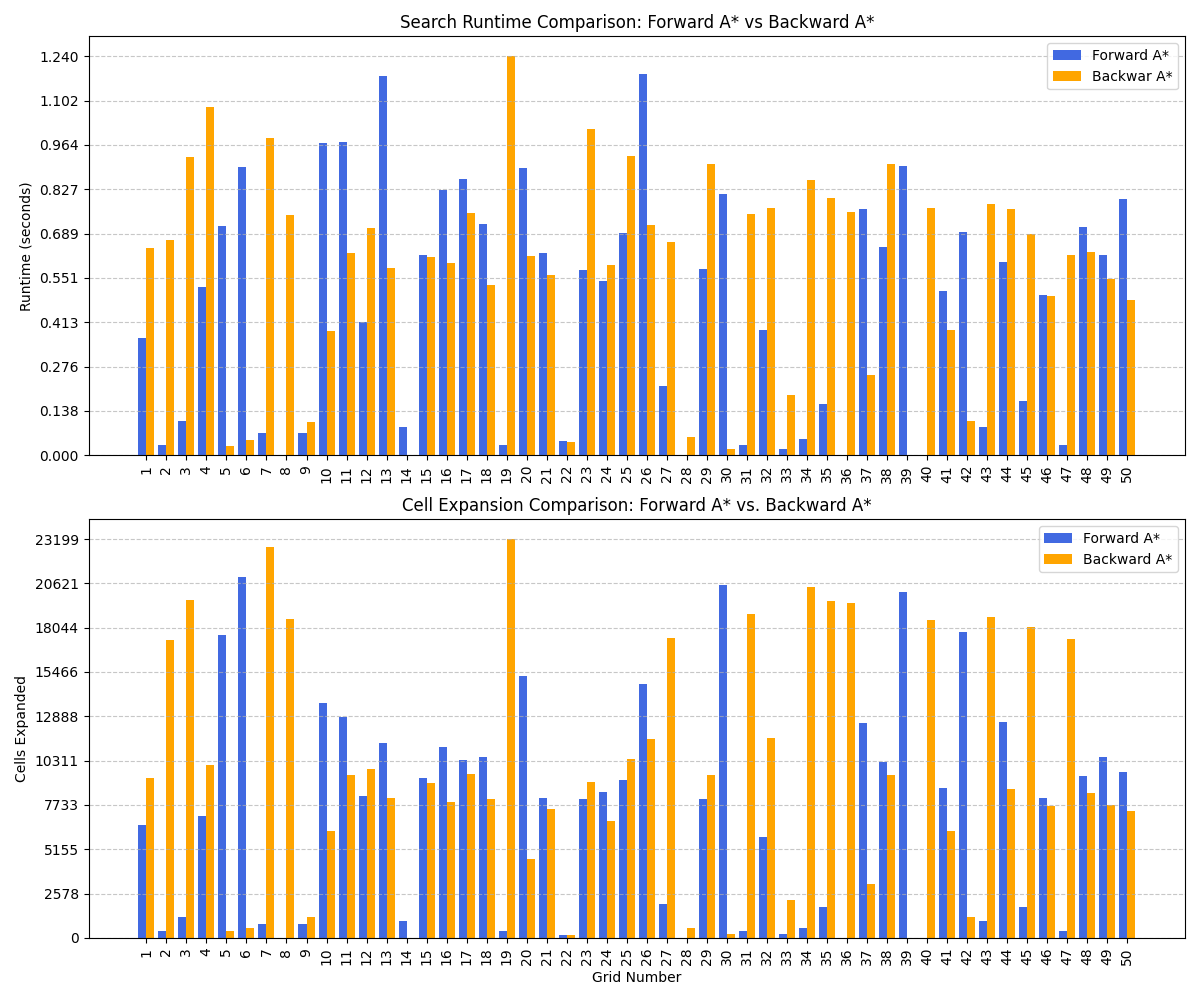 Search Runtime Comparison: Forward A* vs Backward A*
Forward A*
Backwar A*
Runtime (seconds)
1.240
1.102
0.964
0.827
0.689
0.551
0.413
0.276
0.138
0.000
1 2 3 4 5 6 7 8 9 10 11 12 13 14 15 16 17 18 19 20 21 22 23 24 25 26 27 28 29 30 31 32 33 34 35 36 37 38 39 40 41 42 43 44 45 46 47 48 49 50
Cell Expansion Comparison: Forward A* vs. Backward A*
Forward A*
Backward A*
Cells Expanded
23199
20621
18044
15466
12888
10311
7733
5155
2578
0
1 2 3 4 5 6 7 8 9 10 11 12 13 14 15 16 17 18 19 20 21 22 23 24 25 26 27 28 29 30 31 32 33 34 35 36 37 38 39 40 41 42 43 44 45 46 47 48 49 50
Grid Number